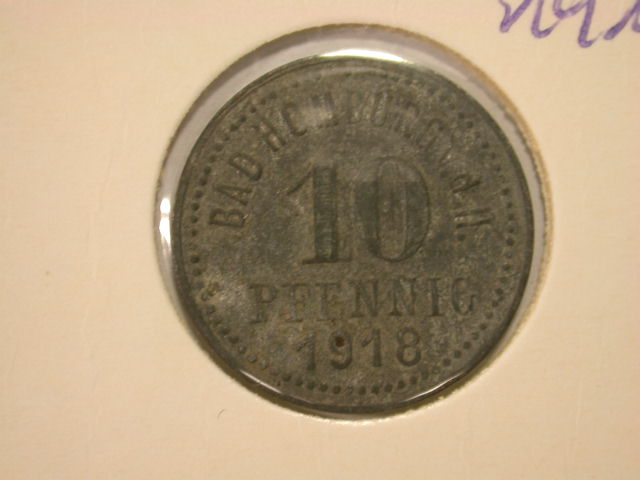 BAD HOMBURG V.D.H.
10
PFENNIG
1918